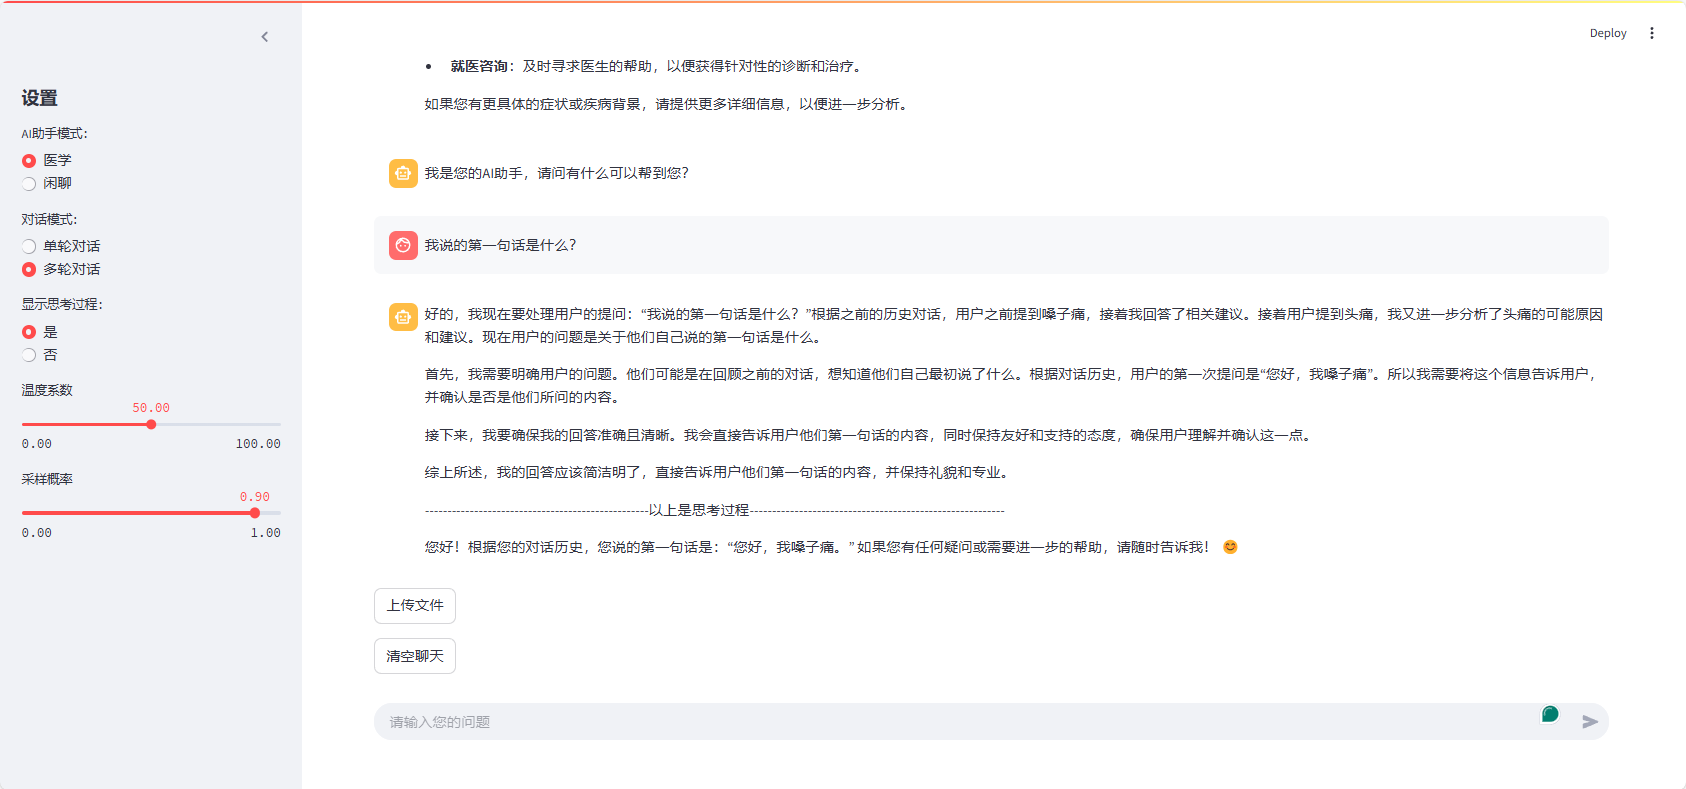 Deploy
设置
AI助手模式:
医学
闲聊
对话模式:
单轮对话
多轮对话
显示思考过程:
是
否
温度系数
50.00
0.00 100.00
采样概率
0.90
0.00 1.00
• 就医咨询：及时寻求医生的帮助，以便获得针对性的诊断和治疗。
如果您有更具体的症状或疾病背景，请提供更多详细信息，以便进一步分析。
我是您的AI助手，请问有什么可以帮到您？
我说的第一句话是什么？
好的，我现在要处理用户的提问：“我说的第一句话是什么？”根据之前的历史对话，用户之前提到嗓子痛，接着我回答了相关建议。接着用户提到头痛，我又进一步分析了头痛的可能原因
和建议。现在用户的问题是关于他们自己说的第一句话是什么。
首先，我需要明确用户的问题。他们可能是在回顾之前的对话，想知道他们自己最初说了什么。根据对话历史，用户的第一次提问是“您好，我嗓子痛”。所以我需要将这个信息告诉用户，
并确认是否是他们所问的内容。
接下来，我要确保我的回答准确且清晰。我会直接告诉用户他们第一句话的内容，同时保持友好和支持的态度，确保用户理解并确认这一点。
综上所述，我的回答应该简洁明了，直接告诉用户他们第一句话的内容，并保持礼貌和专业。
--------------------------------------------------以上是思考过程---------------------------------------------------------
您好！根据您的对话历史，您说的第一句话是：“您好，我嗓子痛。” 如果您有任何疑问或需要进一步的帮助，请随时告诉我！ 😊
上传文件
清空聊天
请输入您的问题